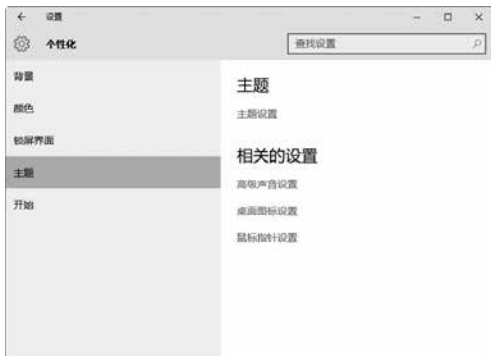 设置
个性化
查找设置
背景
颜色
锁屏界面
主题
开始
主题
主题设置
相关的设置
高级声音设置
桌面图标设置
鼠标指针设置